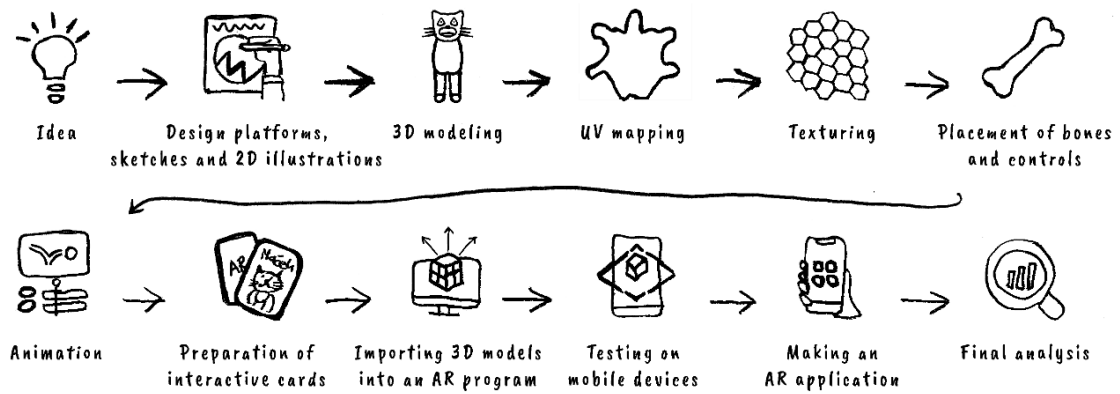 Idea
Design platforms,
sketches and 2D illustrations
3D modeling
UV mapping
Texturing
Placement of bones
and controls
Animation
Preparation of
interactive cards
Importing 3D models
into an AR program
Testing on
mobile devices
Making an
AR application
Final analysis